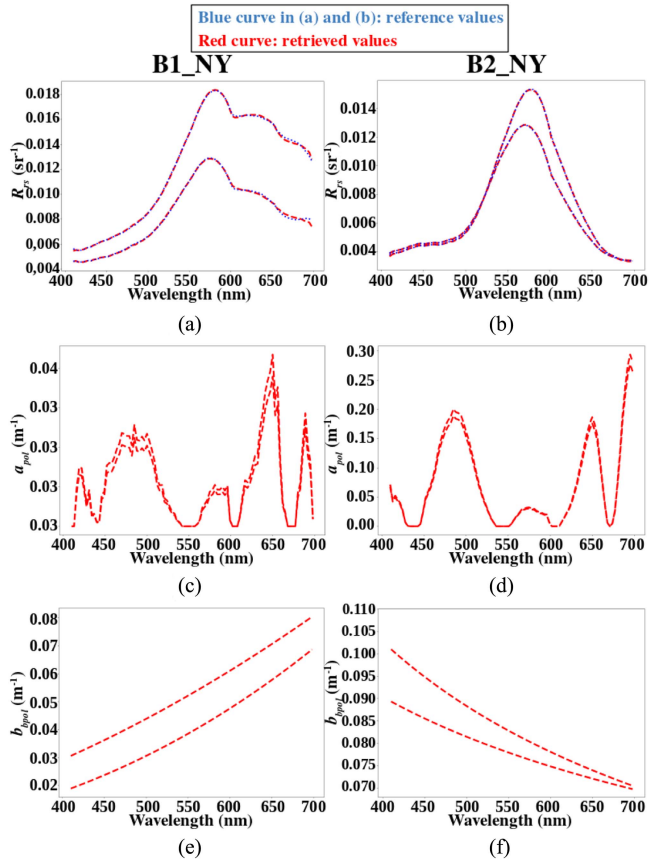 Blue curve in (a) and (b): reference values
Red curve: retrieved values
B1_NY
B2_NY
0.018
0.016
0.014
0.012
0.010
0.008
0.006
0.004
R_rs (sr⁻¹)
400 450 500 550 600 650 700
Wavelength (nm)
(a)
0.014
0.012
0.010
0.008
0.006
0.004
R_rs (sr⁻¹)
400 450 500 550 600 650 700
Wavelength (nm)
(b)
0.04
0.03
0.03
0.03
0.03
a_pol (m⁻¹)
400 450 500 550 600 650 700
Wavelength (nm)
(c)
0.30
0.25
0.20
0.15
0.10
0.05
0.00
a_pol (m⁻¹)
400 450 500 550 600 650 700
Wavelength (nm)
(d)
0.08
0.07
0.06
0.05
0.04
0.03
0.02
b_bpol (m⁻¹)
400 450 500 550 600 650 700
Wavelength (nm)
(e)
0.110
0.105
0.100
0.095
0.090
0.085
0.080
0.075
0.070
b_bpol (m⁻¹)
400 450 500 550 600 650 700
Wavelength (nm)
(f)